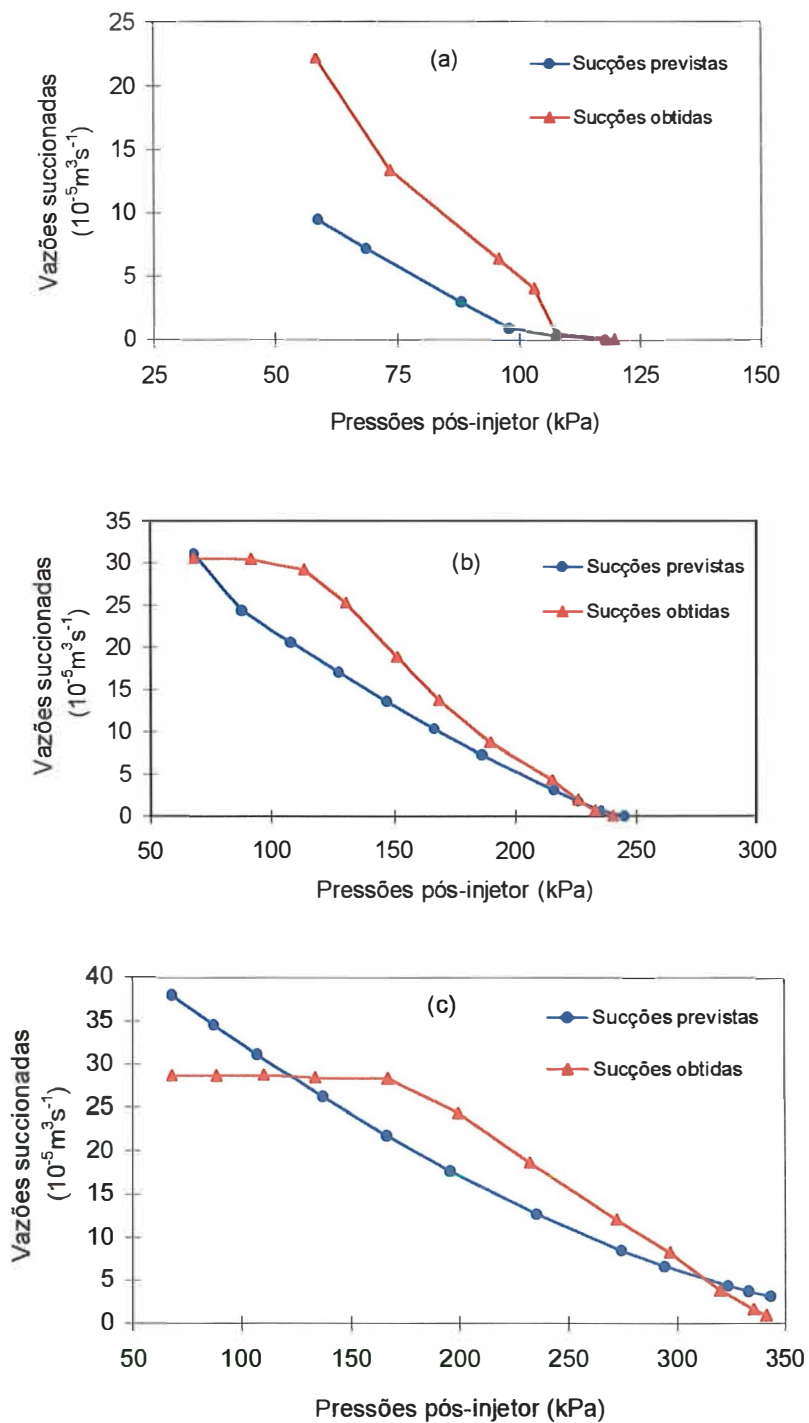 25
20
15
10
5
0
Vazões succionadas
(10⁻⁵m³s⁻¹)
(a)
Sucções previstas
Sucções obtidas
25 50 75 100 125 150
Pressões pós-injetor (kPa)
35
30
25
20
15
10
5
0
Vazões succionadas
(10⁻⁵m³s⁻¹)
(b)
Sucções previstas
Sucções obtidas
50 100 150 200 250 300
Pressões pós-injetor (kPa)
40
35
30
25
20
15
10
5
0
Vazões succionadas
(10⁻⁵m³s⁻¹)
(c)
Sucções previstas
Sucções obtidas
50 100 150 200 250 300 350
Pressões pós-injetor (kPa)